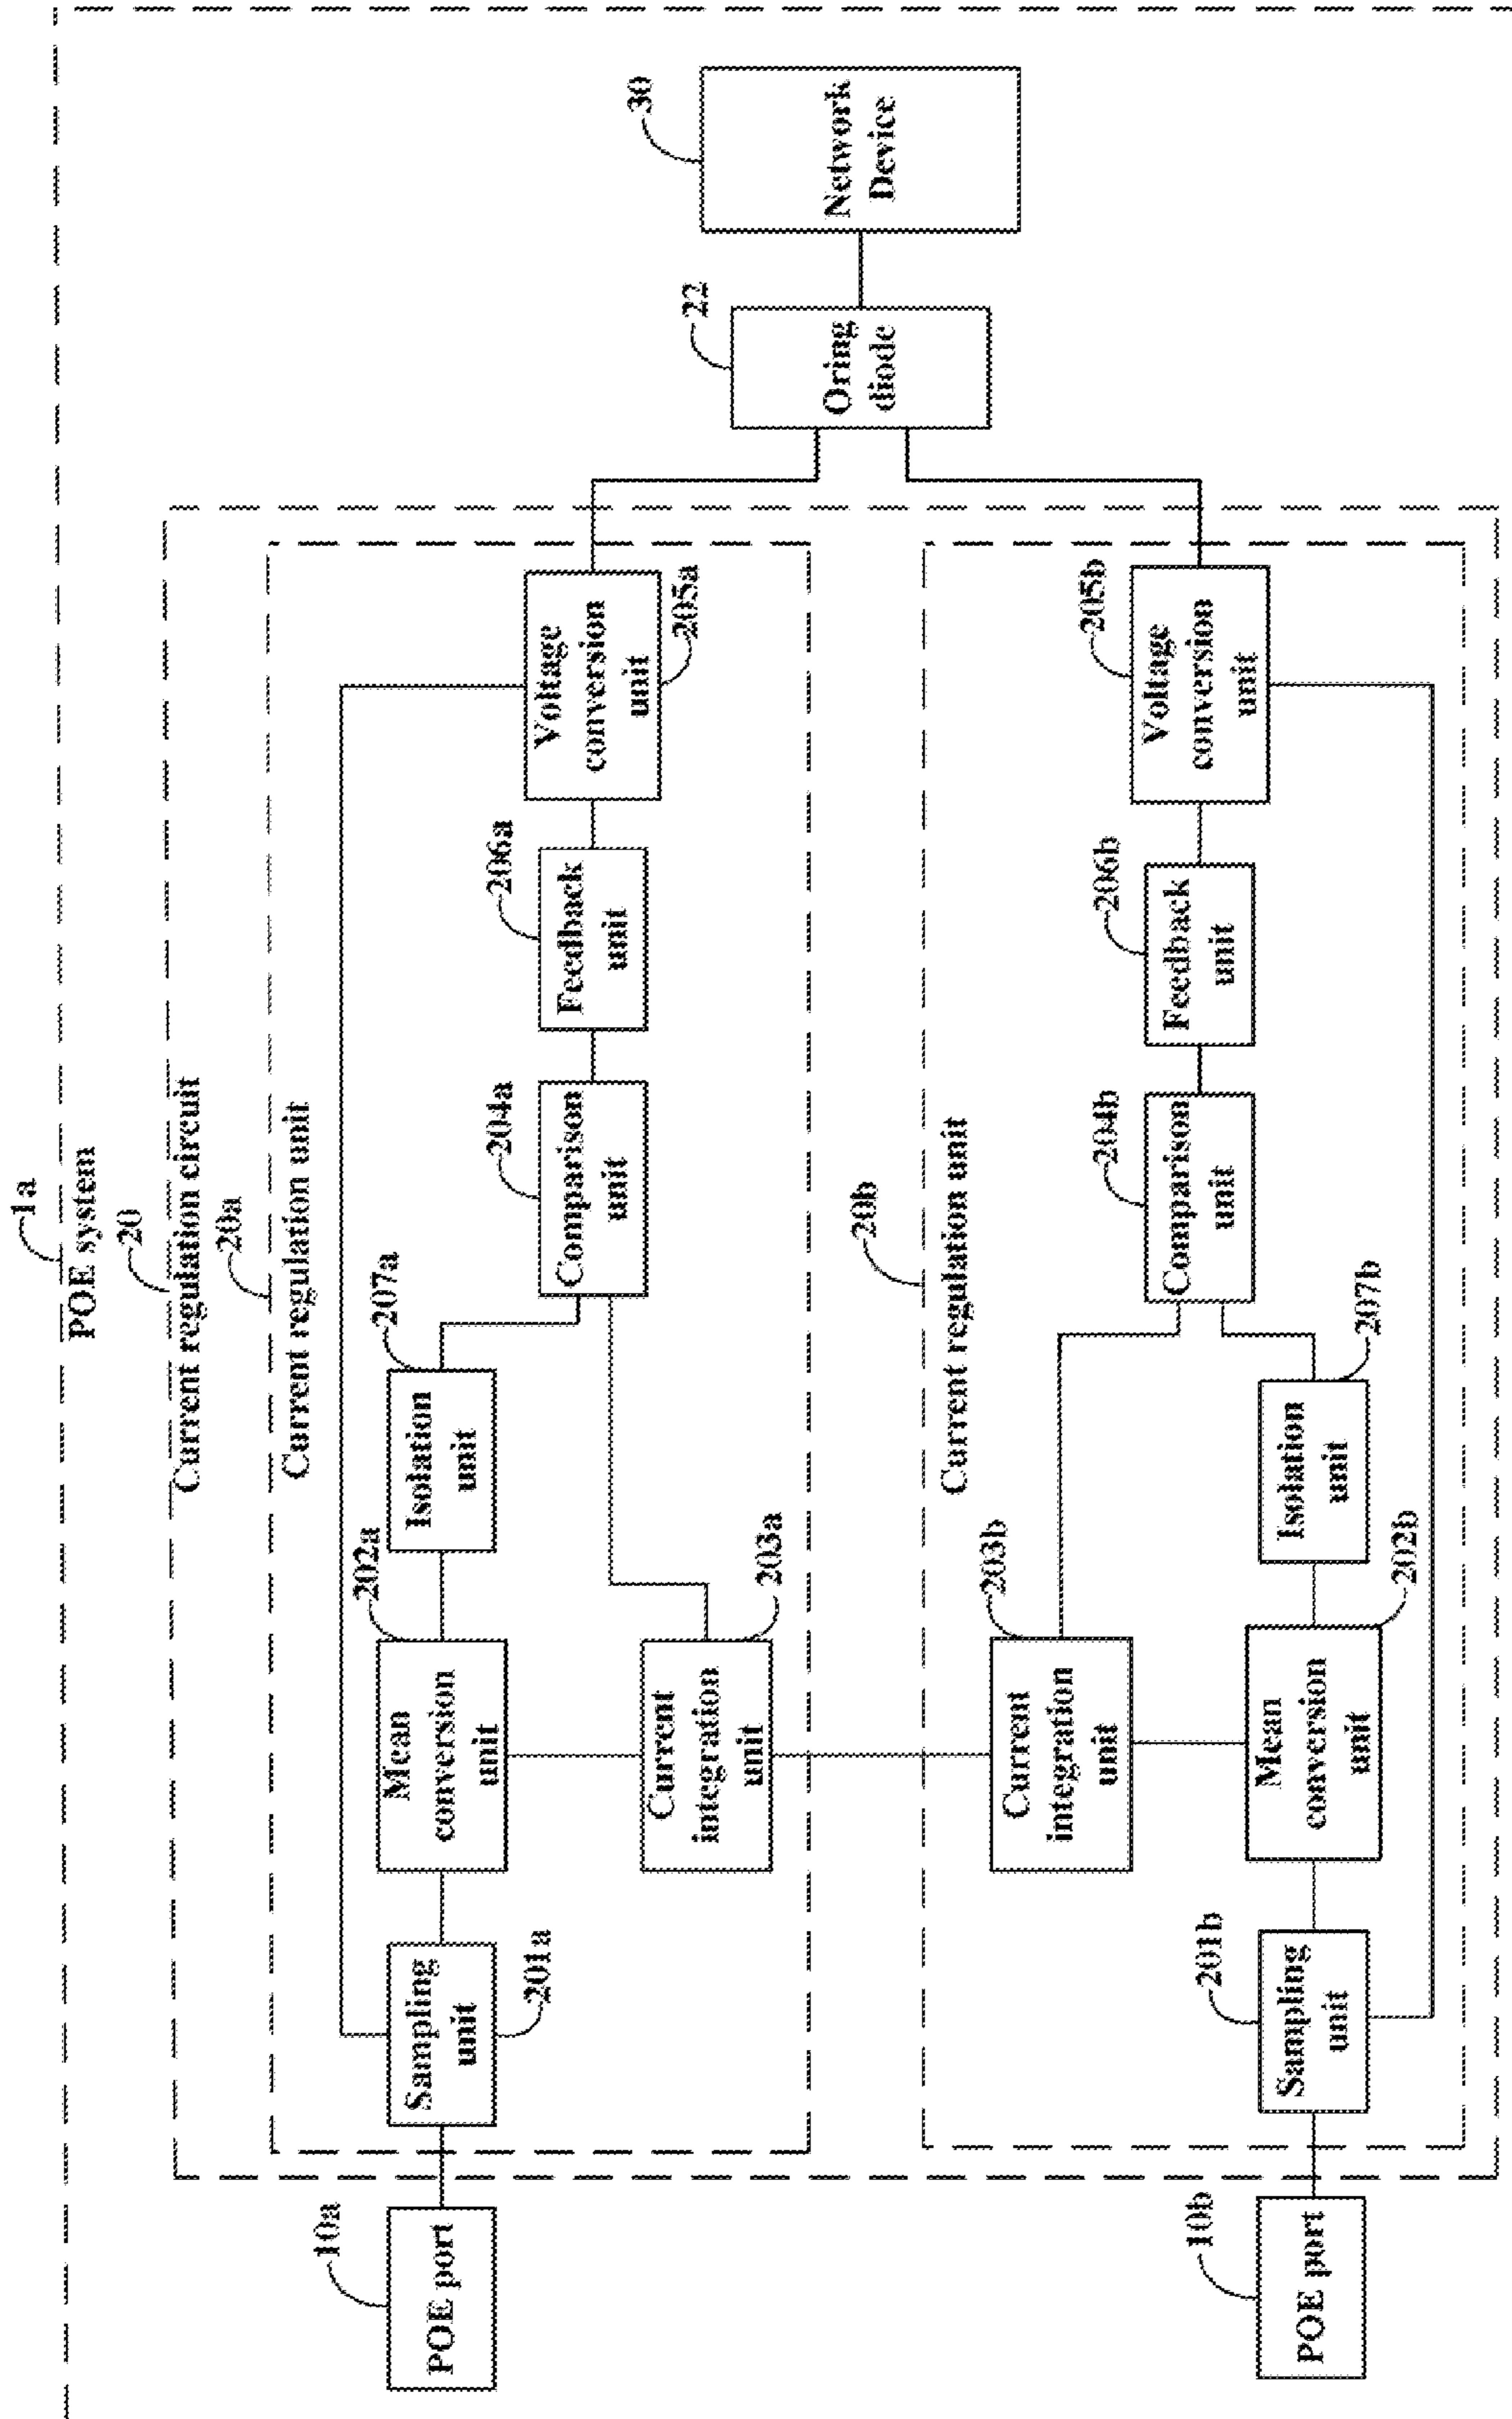 1a
POE system
20
Current regulation circuit
20a
Current regulation unit
10a
POE port
Sampling
unit
201a
202a
Mean
conversion
unit
207a
Isolation
unit
Current
integration
unit
203a
204a
Comparison
unit
206a
Feedback
unit
Voltage
conversion
unit
205a
22
Oring
diode
30
Network
Device
20b
Current regulation unit
10b
POE port
201b
Sampling
unit
203b
Current
integration
unit
Mean
conversion
unit
202b
Isolation
unit
207b
204b
Comparison
unit
206b
Feedback
unit
205b
Voltage
conversion
unit